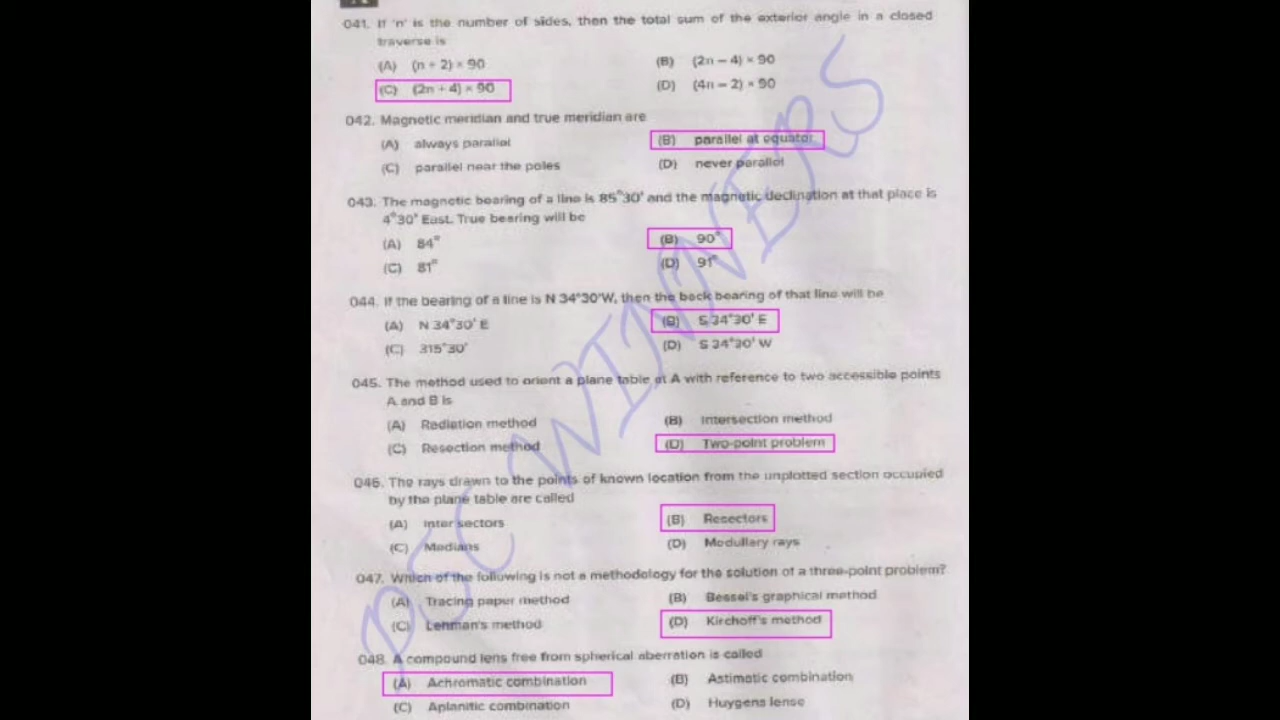 041. If 'n' is the number of sides, then the total sum of the exterior angle in a closed
traverse is
(A) (n + 2) × 90 (B) (2n – 4) × 90
(C) (2n + 4) × 90 (D) (4n – 2) × 90
042. Magnetic meridian and true meridian are
(A) always parallel (B) parallel at equator
(C) parallel near the poles (D) never parallel
043. The magnetic bearing of a line is 85°30' and the magnetic declination at that place is
4°30' East. True bearing will be
(A) 84° (B) 90°
(C) 81° (D) 91°
044. If the bearing of a line is N 34°30'W, then the back bearing of that line will be
(A) N 34°30' E (B) S 34°30' E
(C) 315°30' (D) S 34°30' W
045. The method used to orient a plane table at A with reference to two accessible points
A and B is
(A) Radiation method (B) Intersection method
(C) Resection method (D) Two-point problem
046. The rays drawn to the points of known location from the unplotted section occupied
by the plane table are called
(A) Inter sectors (B) Resectors
(C) Medians (D) Medullary rays
047. Which of the following is not a methodology for the solution of a three-point problem?
(A) Tracing paper method (B) Bessel's graphical method
(C) Lehman's method (D) Kirchoff's method
048. A compound lens free from spherical aberration is called
(A) Achromatic combination (B) Astimatic combination
(C) Aplanitic combination (D) Huygens lense
PSC WINNERS